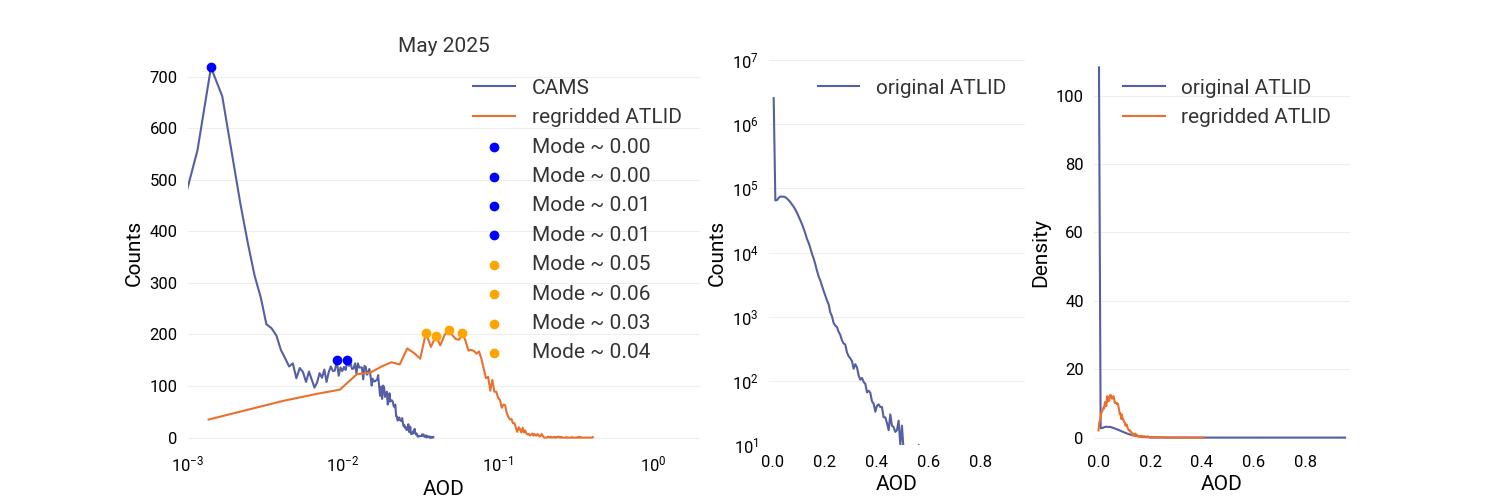 May 2025
Counts
700
600
500
400
300
200
100
0
10⁻³
10⁻²
10⁻¹
10⁰
AOD
CAMS
regridded ATLID
Mode ~ 0.00
Mode ~ 0.00
Mode ~ 0.01
Mode ~ 0.01
Mode ~ 0.05
Mode ~ 0.06
Mode ~ 0.03
Mode ~ 0.04
Counts
10⁷
10⁶
10⁵
10⁴
10³
10²
10¹
0.0
0.2
0.4
0.6
0.8
AOD
original ATLID
Density
100
80
60
40
20
0
0.0
0.2
0.4
0.6
0.8
AOD
original ATLID
regridded ATLID